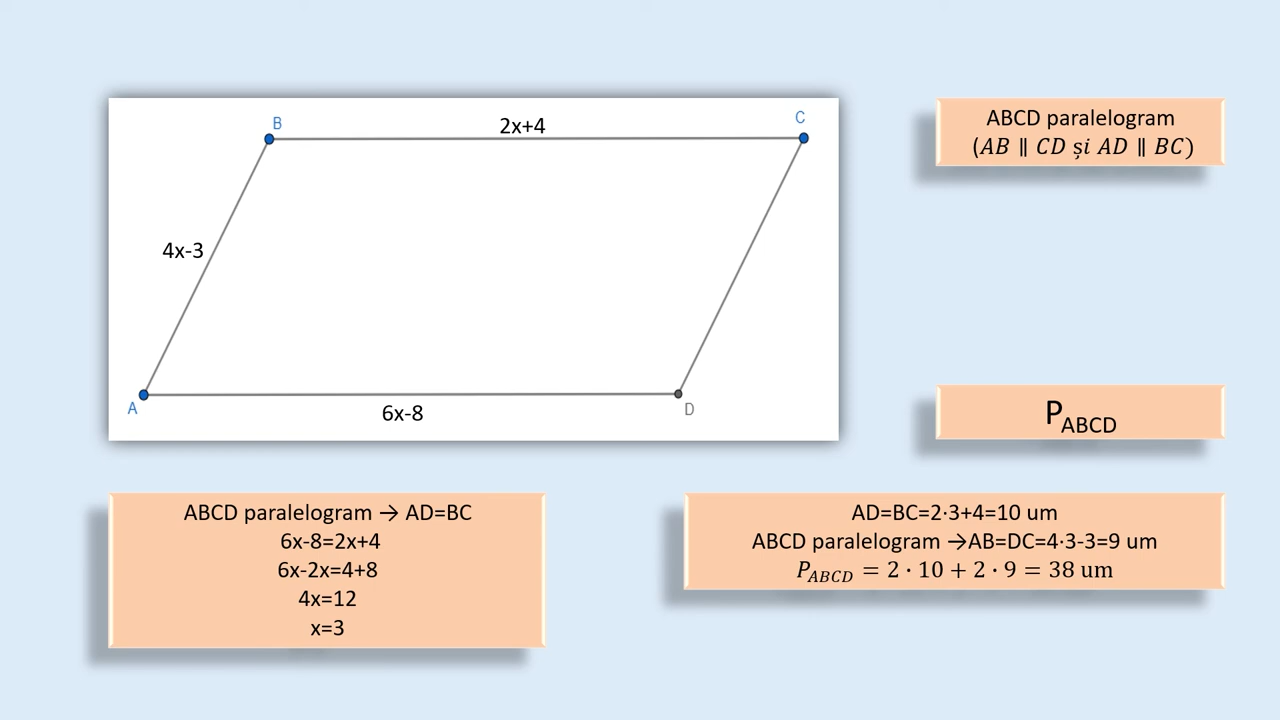 B
2x+4
C
4x-3
A
6x-8
D
ABCD paralelogram
(AB ∥ CD și AD ∥ BC)
P_ABCD
ABCD paralelogram → AD=BC
6x-8=2x+4
6x-2x=4+8
4x=12
x=3
AD=BC=2·3+4=10 um
ABCD paralelogram →AB=DC=4·3-3=9 um
P_ABCD = 2 · 10 + 2 · 9 = 38 um